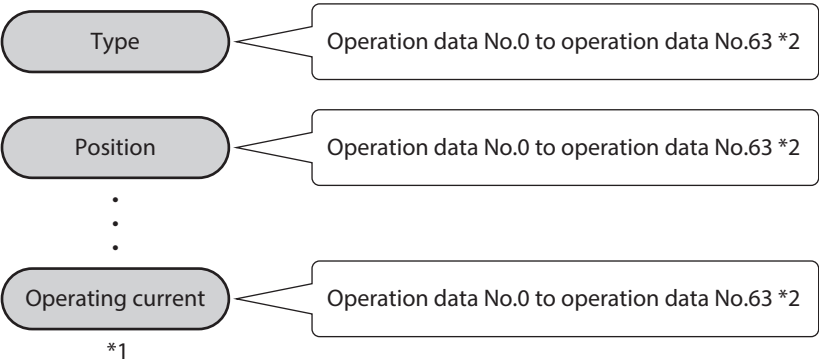 Type Operation data No.0 to operation data No.63 *2
Position Operation data No.0 to operation data No.63 *2
Operating current Operation data No.0 to operation data No.63 *2
*1